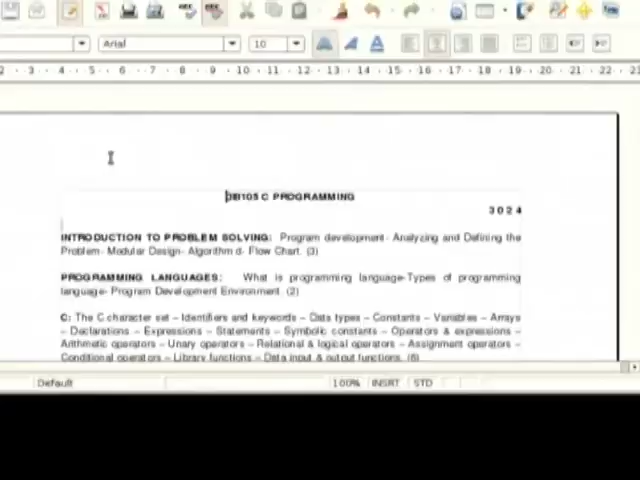 Arial 10
2 3 4 5 6 7 8 9 10 11 12 13 14 15 16 17 18 19 20 21 22
C PROGRAMMING
3 0 2 4
INTRODUCTION TO PROBLEM SOLVING: Program development- Analyzing and Defining the
Problem- Modular Design- Algorithm d- Flow Chart. (3)
PROGRAMMING LANGUAGES: What is programming language-Types of programming
language- Program Development Environment. (2)
C: The C character set – Identifiers and keywords – Data types – Constants – Variables – Arrays
– Declarations – Expressions – Statements – Symbolic constants – Operators & expressions –
Arithmetic operators – Unary operators – Relational & logical operators – Assignment operators –
Conditional operators – Library functions – Data input & output functions. (6)
Default 100% INSRT STD